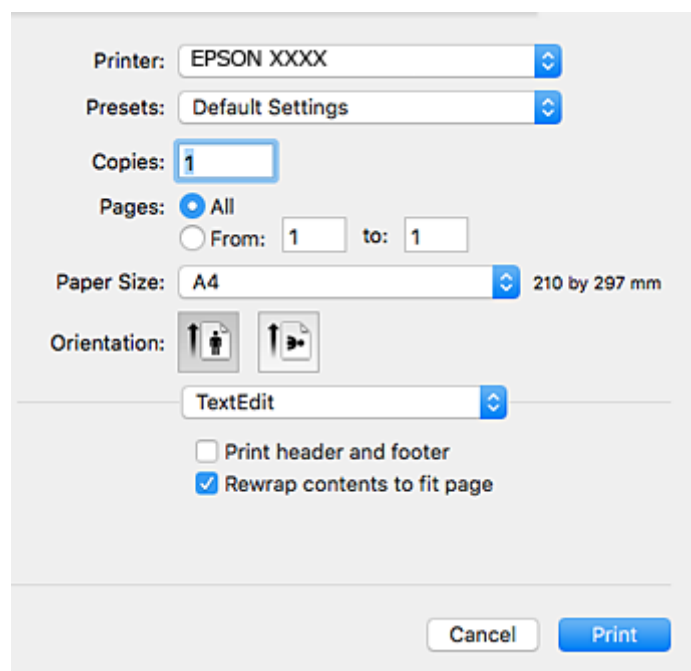 Printer: EPSON XXXX
Presets: Default Settings
Copies: 1
Pages: All
From: 1 to: 1
Paper Size: A4 210 by 297 mm
Orientation:
TextEdit
Print header and footer
Rewrap contents to fit page
Cancel Print